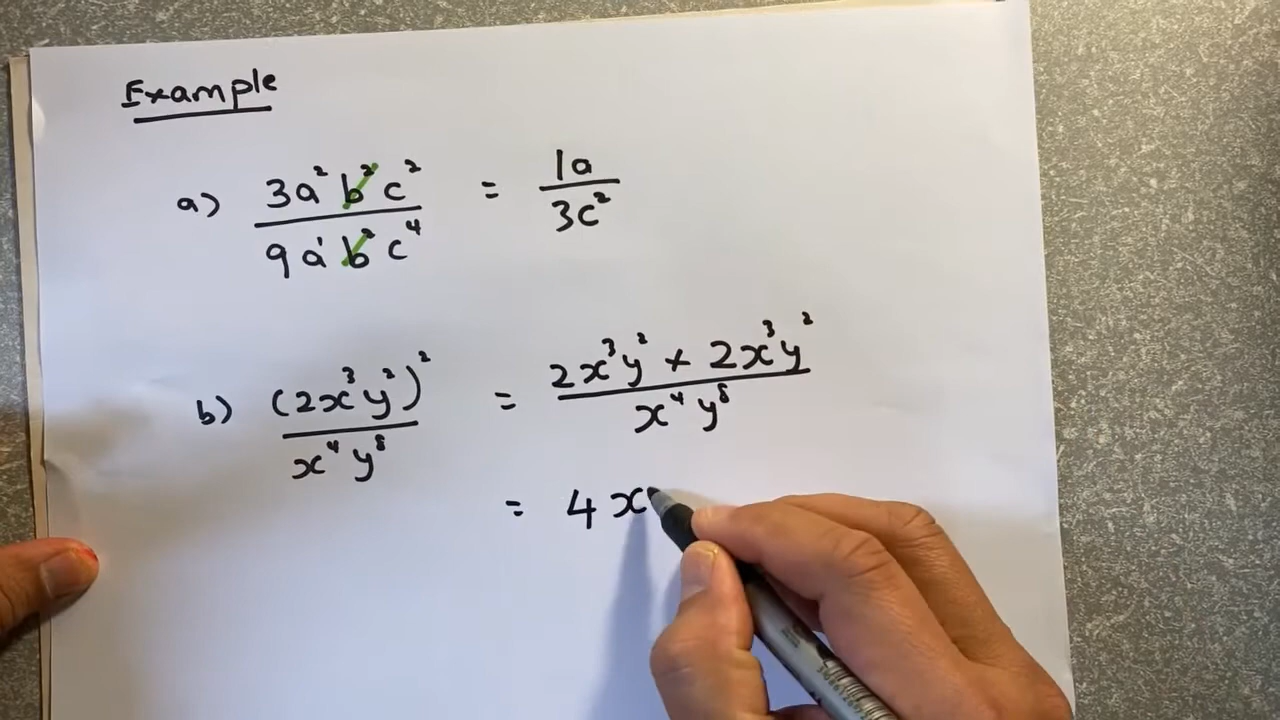 Example
a) 3a²b²c² / 9a¹b²c⁴ = 1a / 3c²
b) (2x³y²)² / x⁴y⁸ = 2x³y² × 2x³y² / x⁴y⁸
= 4x